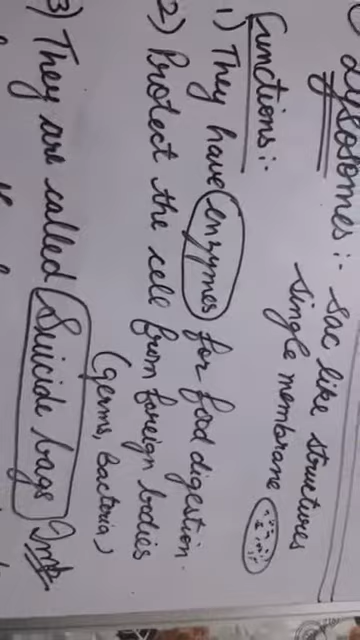 Lysosomes :- sac like structures
single membrane
Functions :-
1) They have enzymes for food digestion.
2) Protect the cell from foreign bodies
(germs, bacteria)
3) They are called Suicide bags Imp